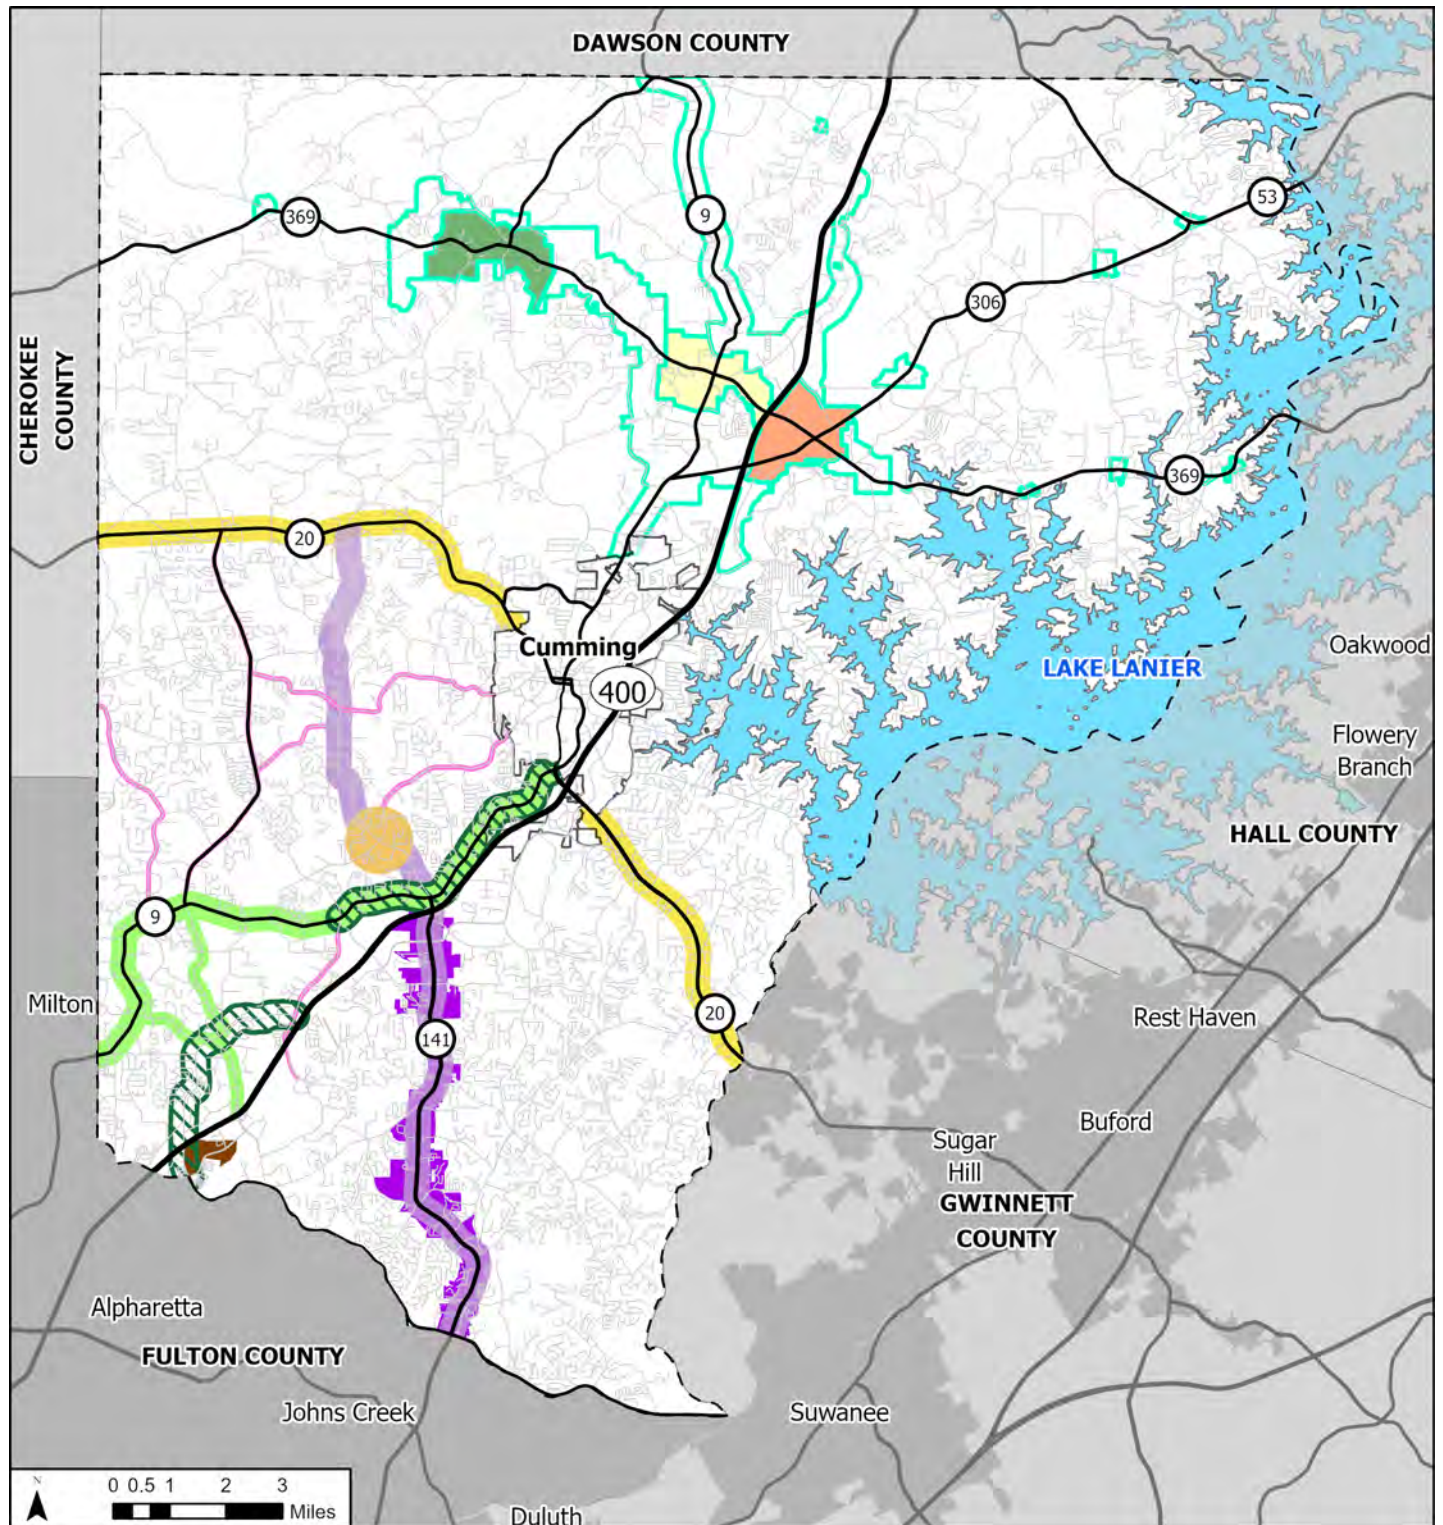 DAWSON COUNTY
53
369
9
306
CHEROKEE
COUNTY
369
20
Cumming
Oakwood
LAKE LANIER
400
Flowery
Branch
HALL COUNTY
9
Milton
20
Rest Haven
141
Buford
Sugar
Hill
GWINNETT
COUNTY
Alpharetta
FULTON COUNTY
Johns Creek
Suwanee
N
0 0.5 1 2 3
Miles
Duluth